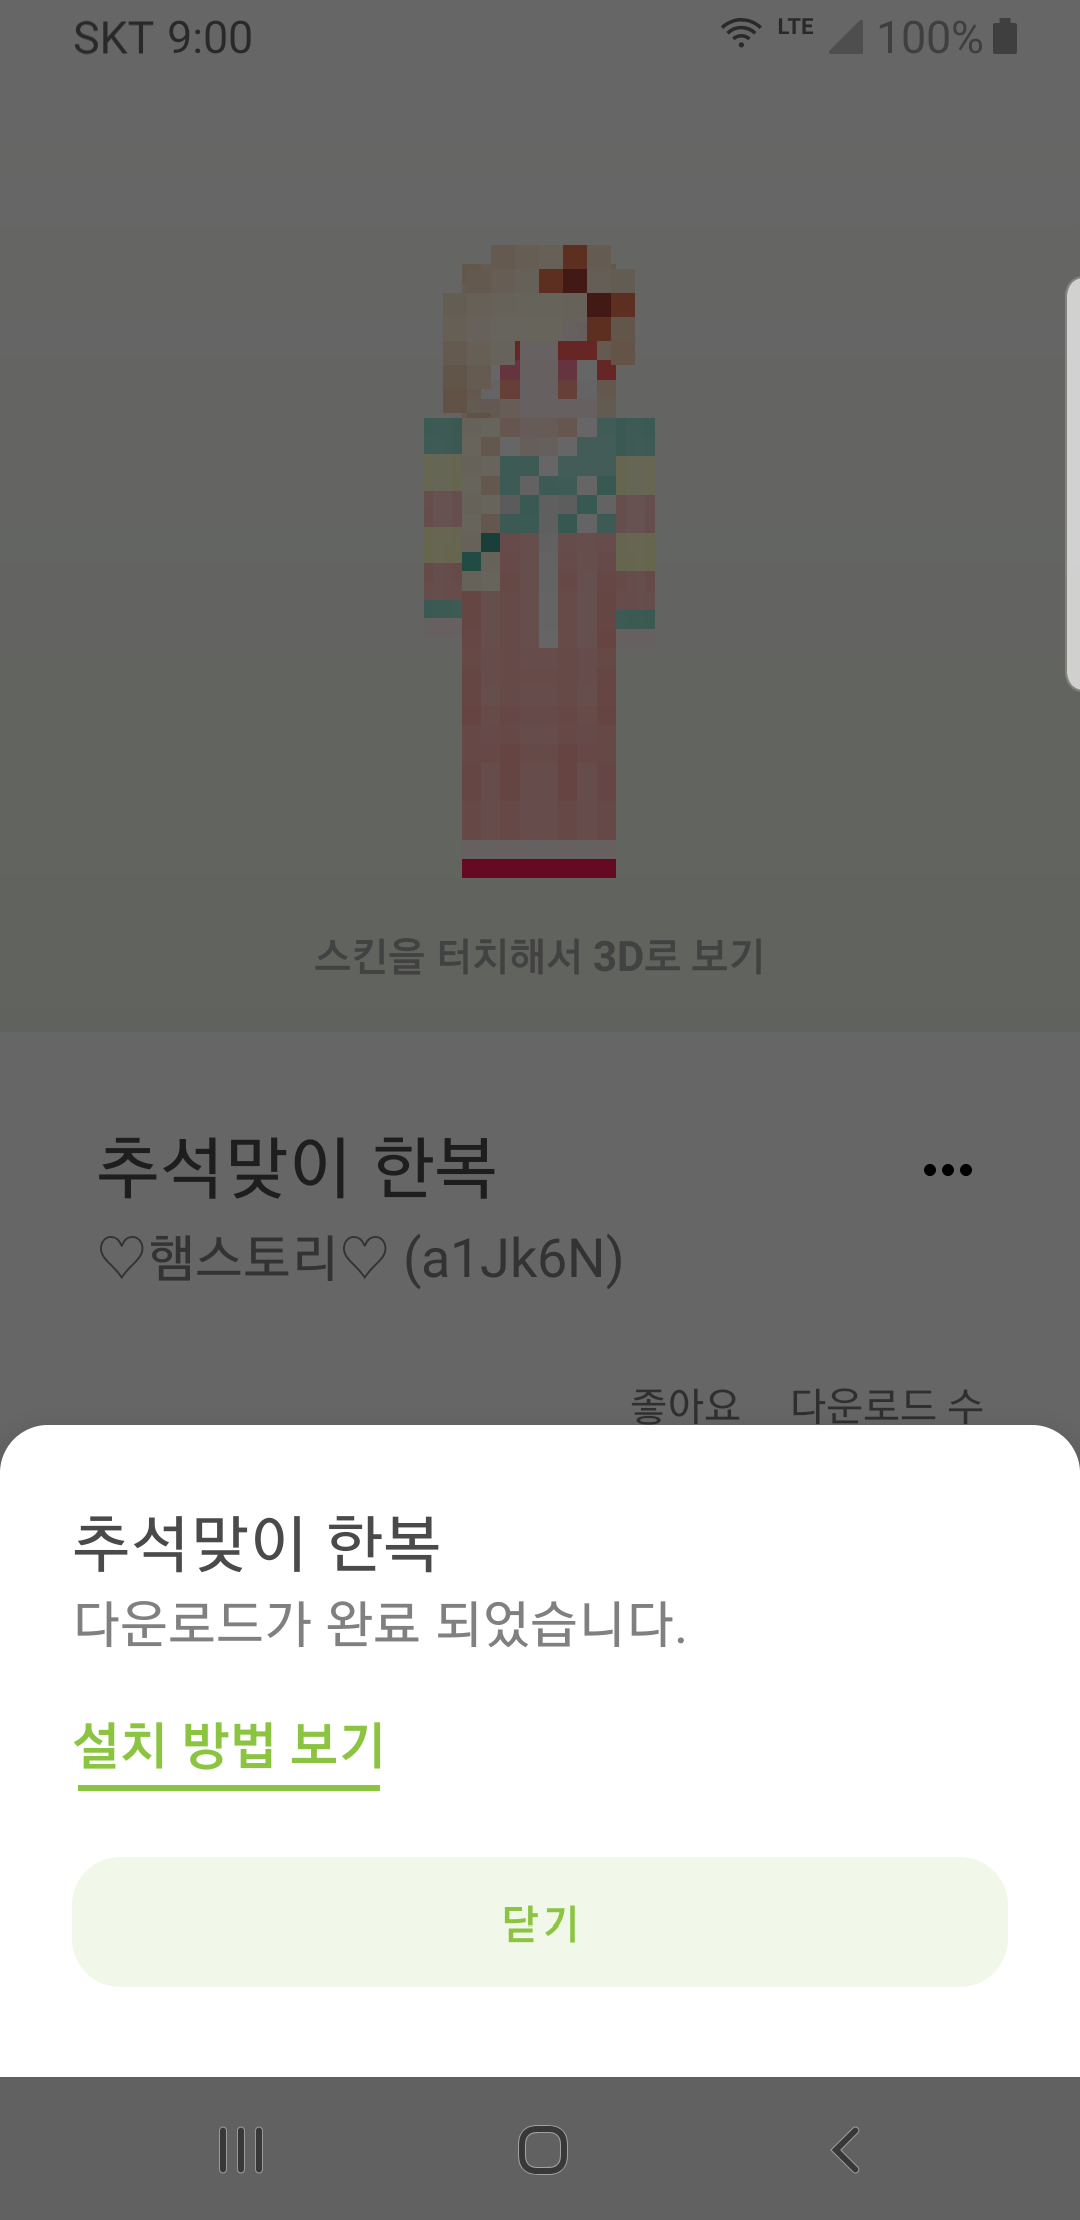 SKT 9:00 LTE 100%
스킨을 터치해서 3D로 보기
추석맞이 한복
♡햄스토리♡ (a1Jk6N)
좋아요 다운로드 수
추석맞이 한복
다운로드가 완료 되었습니다.
설치 방법 보기
닫기